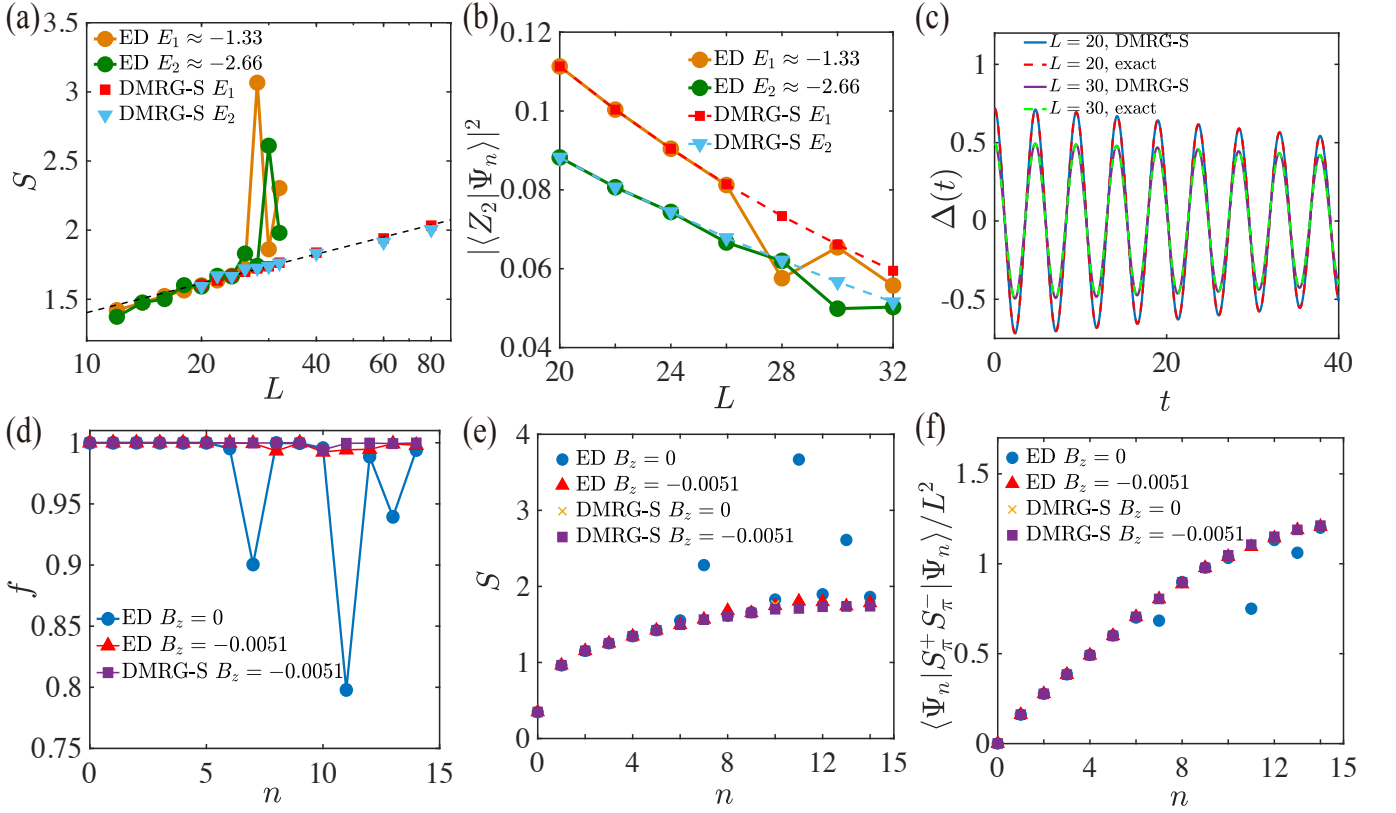 (a)
3.5
3
2.5
2
1.5
S
ED E₁ ≈ −1.33
ED E₂ ≈ −2.66
DMRG-S E₁
DMRG-S E₂
10
20
40
60
80
L
(b)
0.12
0.1
0.08
0.06
0.04
|⟨Z₂|Ψₙ⟩|²
ED E₁ ≈ −1.33
ED E₂ ≈ −2.66
DMRG-S E₁
DMRG-S E₂
20
24
28
32
L
(c)
1
0.5
0
-0.5
Δ(t)
L = 20, DMRG-S
L = 20, exact
L = 30, DMRG-S
L = 30, exact
0
20
40
t
(d)
1
0.95
0.9
0.85
0.8
0.75
f
ED B_z = 0
ED B_z = −0.0051
DMRG-S B_z = −0.0051
0
5
10
15
n
(e)
4
3
2
1
0
S
ED B_z = 0
ED B_z = −0.0051
DMRG-S B_z = 0
DMRG-S B_z = −0.0051
0
4
8
12
15
n
(f)
1.5
1
0.5
0
⟨Ψₙ|S_π⁺S_π⁻|Ψₙ⟩/L²
ED B_z = 0
ED B_z = −0.0051
DMRG-S B_z = 0
DMRG-S B_z = −0.0051
0
4
8
12
15
n